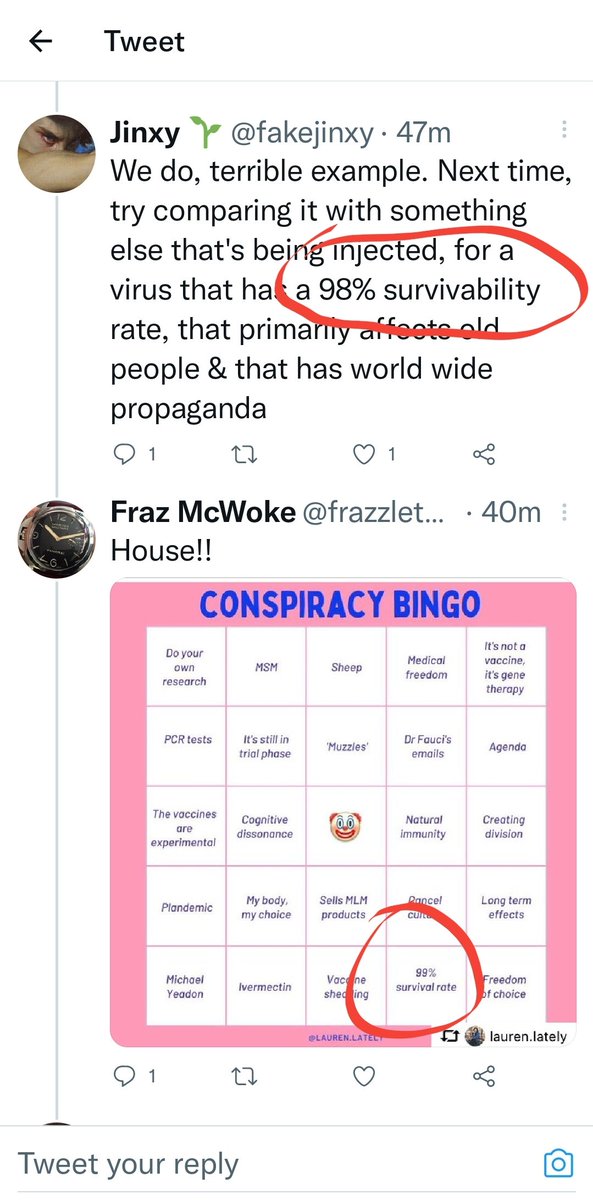 Tweet
Jinxy @fakejinxy · 47m
We do, terrible example. Next time,
try comparing it with something
else that's being injected, for a
virus that has a 98% survivability
rate, that primarily affects old
people & that has world wide
propaganda
1
1
Fraz McWoke @frazzlet... · 40m
House!!
CONSPIRACY BINGO
Do your
own
research
MSM
Sheep
Medical
freedom
It's not a
vaccine,
it's gene
therapy
PCR tests
It's still in
trial phase
'Muzzles'
Dr Fauci's
emails
Agenda
The vaccines
are
experimental
Cognitive
dissonance
Natural
immunity
Creating
division
Plandemic
My body,
my choice
Sells MLM
products
Cancel
culture
Long term
effects
Michael
Yeadon
Ivermectin
Vaccine
shedding
99%
survival rate
Freedom
of choice
@LAUREN.LATELY
lauren.lately
1
Tweet your reply